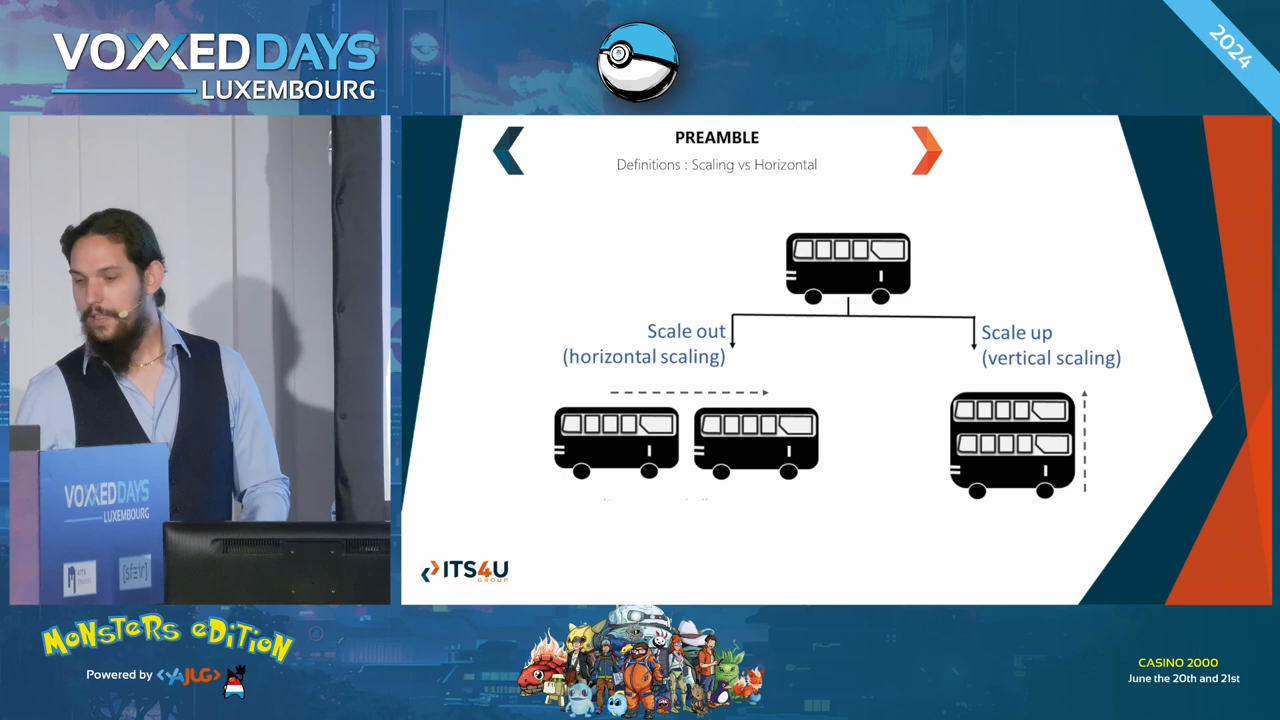 VOXXEDDAYS
LUXEMBOURG
2024
PREAMBLE
Definitions : Scaling vs Horizontal
Scale out
(horizontal scaling)
Scale up
(vertical scaling)
ITS4U
GROUP
VOXXEDDAYS
LUXEMBOURG
[sfeir]
MONSTERS EDITION
Powered by <YAJUG>
CASINO 2000
June the 20th and 21st